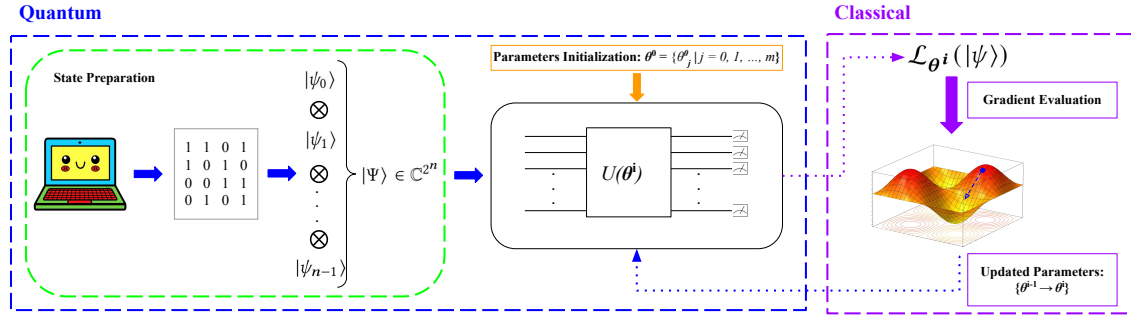 Quantum
Classical
State Preparation
1 1 0 1
1 0 1 0
0 0 1 1
0 1 0 1
|ψ₀⟩
⊗
|ψ₁⟩
⊗
⊗
|ψₙ₋₁⟩
|Ψ⟩ ∈ ℂ^{2^n}
Parameters Initialization: θ⁰ = {θ⁰_j | j = 0, 1, ..., m}
U(θⁱ)
ℒ_{θⁱ}(|ψ⟩)
Gradient Evaluation
Updated Parameters:
{θⁱ⁻¹ → θⁱ}